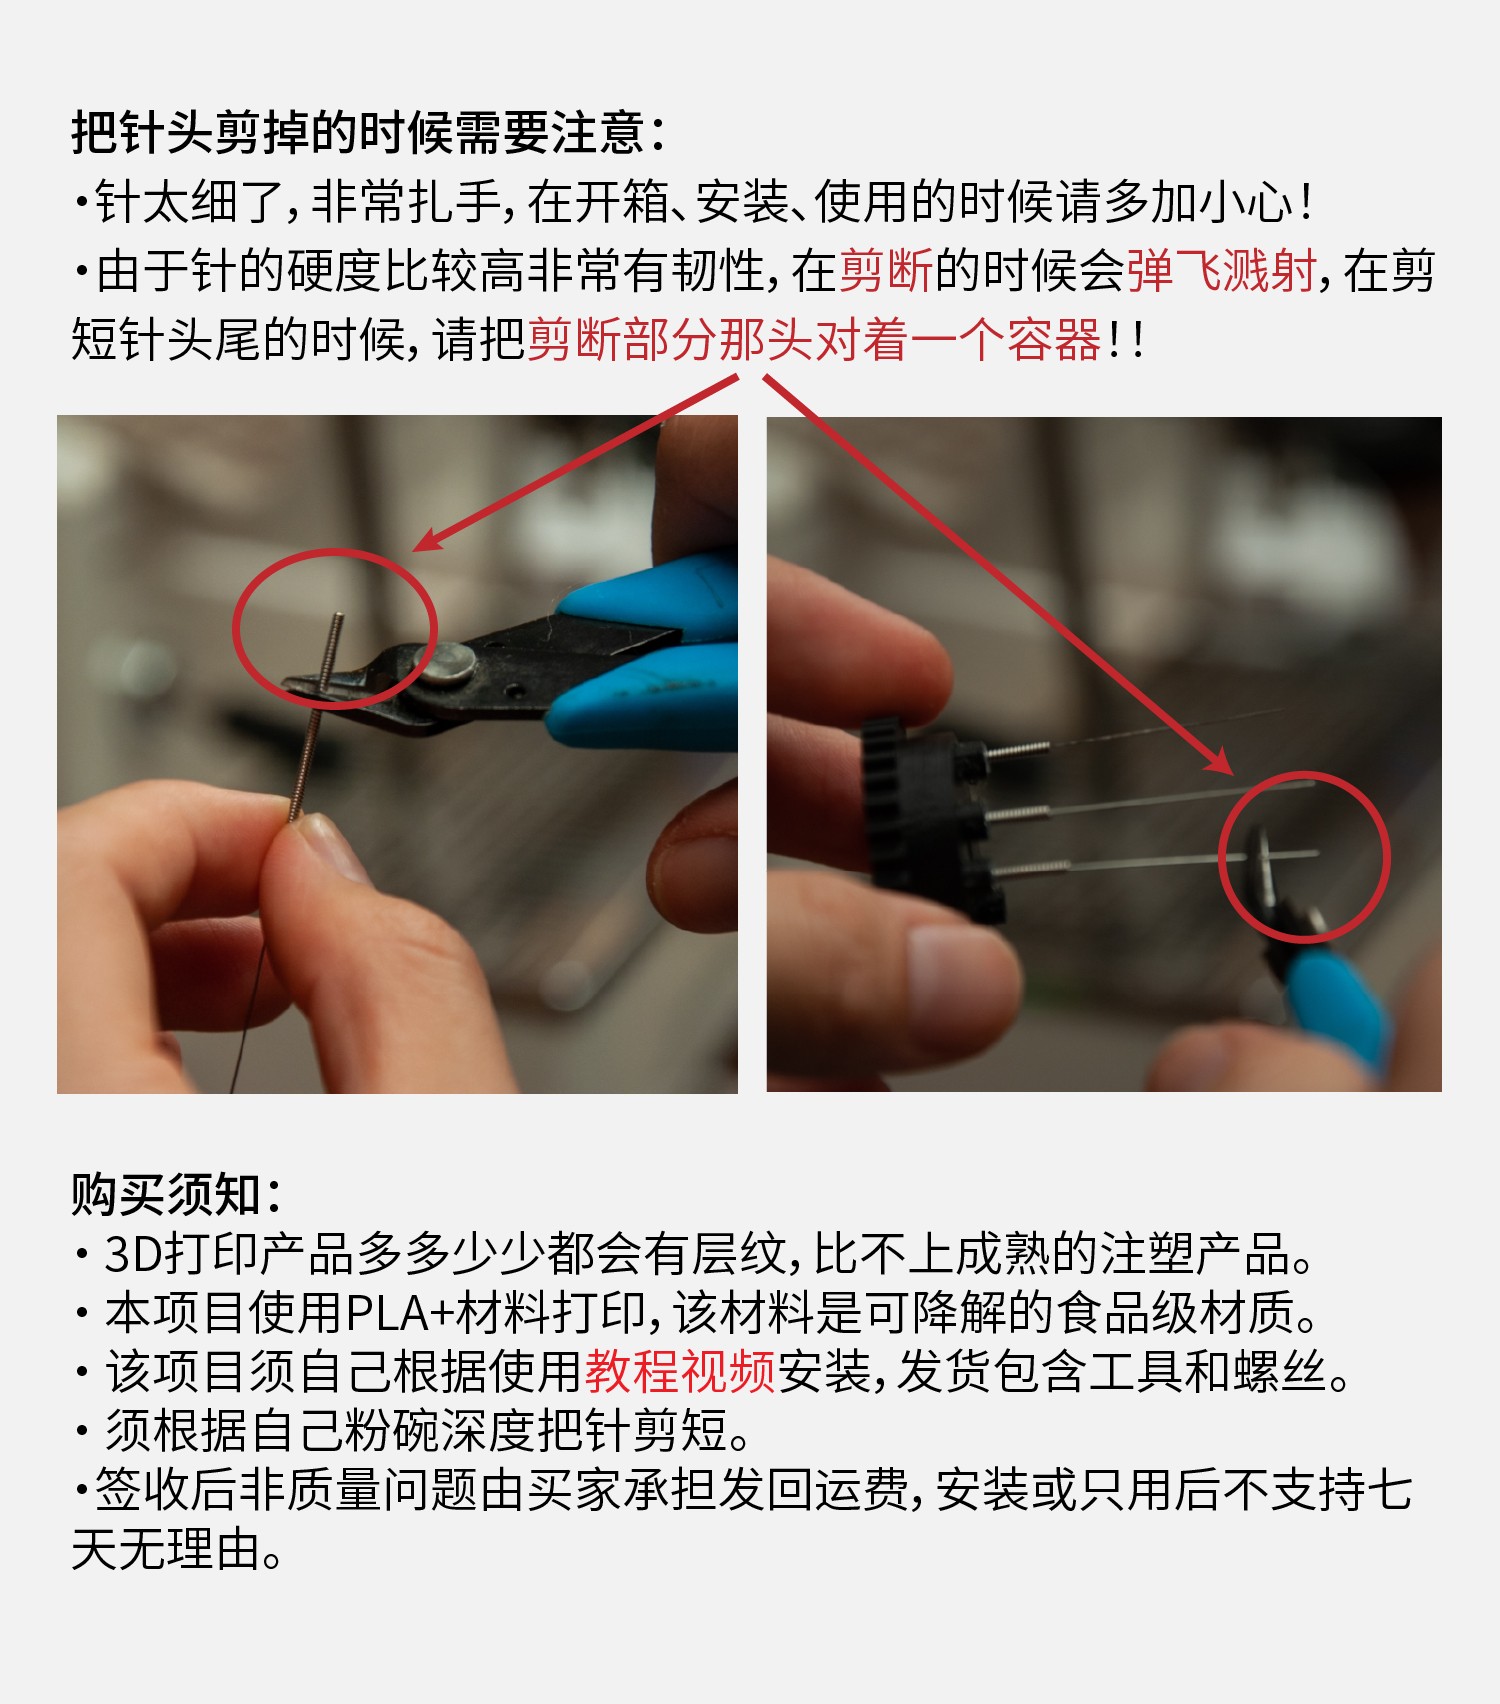 把针头剪掉的时候需要注意：
·针太细了，非常扎手，在开箱、安装、使用的时候请多加小心！
·由于针的硬度比较高非常有韧性，在剪断的时候会弹飞溅射，在剪
短针头尾的时候，请把剪断部分那头对着一个容器！！
购买须知：
· 3D打印产品多多少少都会有层纹，比不上成熟的注塑产品。
· 本项目使用PLA+材料打印，该材料是可降解的食品级材质。
· 该项目须自己根据使用教程视频安装，发货包含工具和螺丝。
· 须根据自己粉碗深度把针剪短。
·签收后非质量问题由买家承担发回运费，安装或只用后不支持七
天无理由。